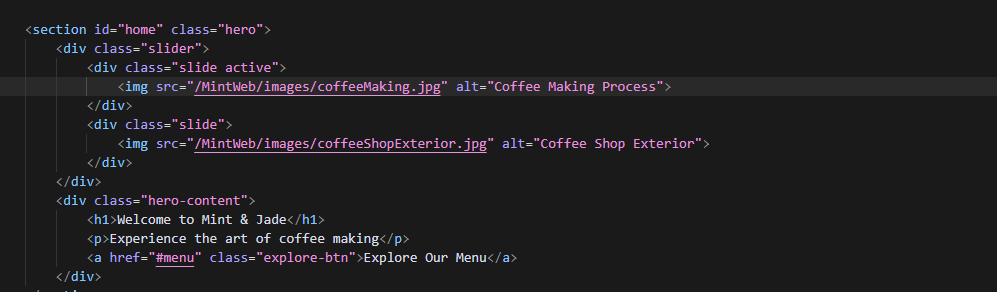 <section id="home" class="hero">
<div class="slider">
<div class="slide active">
<img src="/MintWeb/images/coffeeMaking.jpg" alt="Coffee Making Process">
</div>
<div class="slide">
<img src="/MintWeb/images/coffeeShopExterior.jpg" alt="Coffee Shop Exterior">
</div>
</div>
<div class="hero-content">
<h1>Welcome to Mint & Jade</h1>
<p>Experience the art of coffee making</p>
<a href="#menu" class="explore-btn">Explore Our Menu</a>
</div>